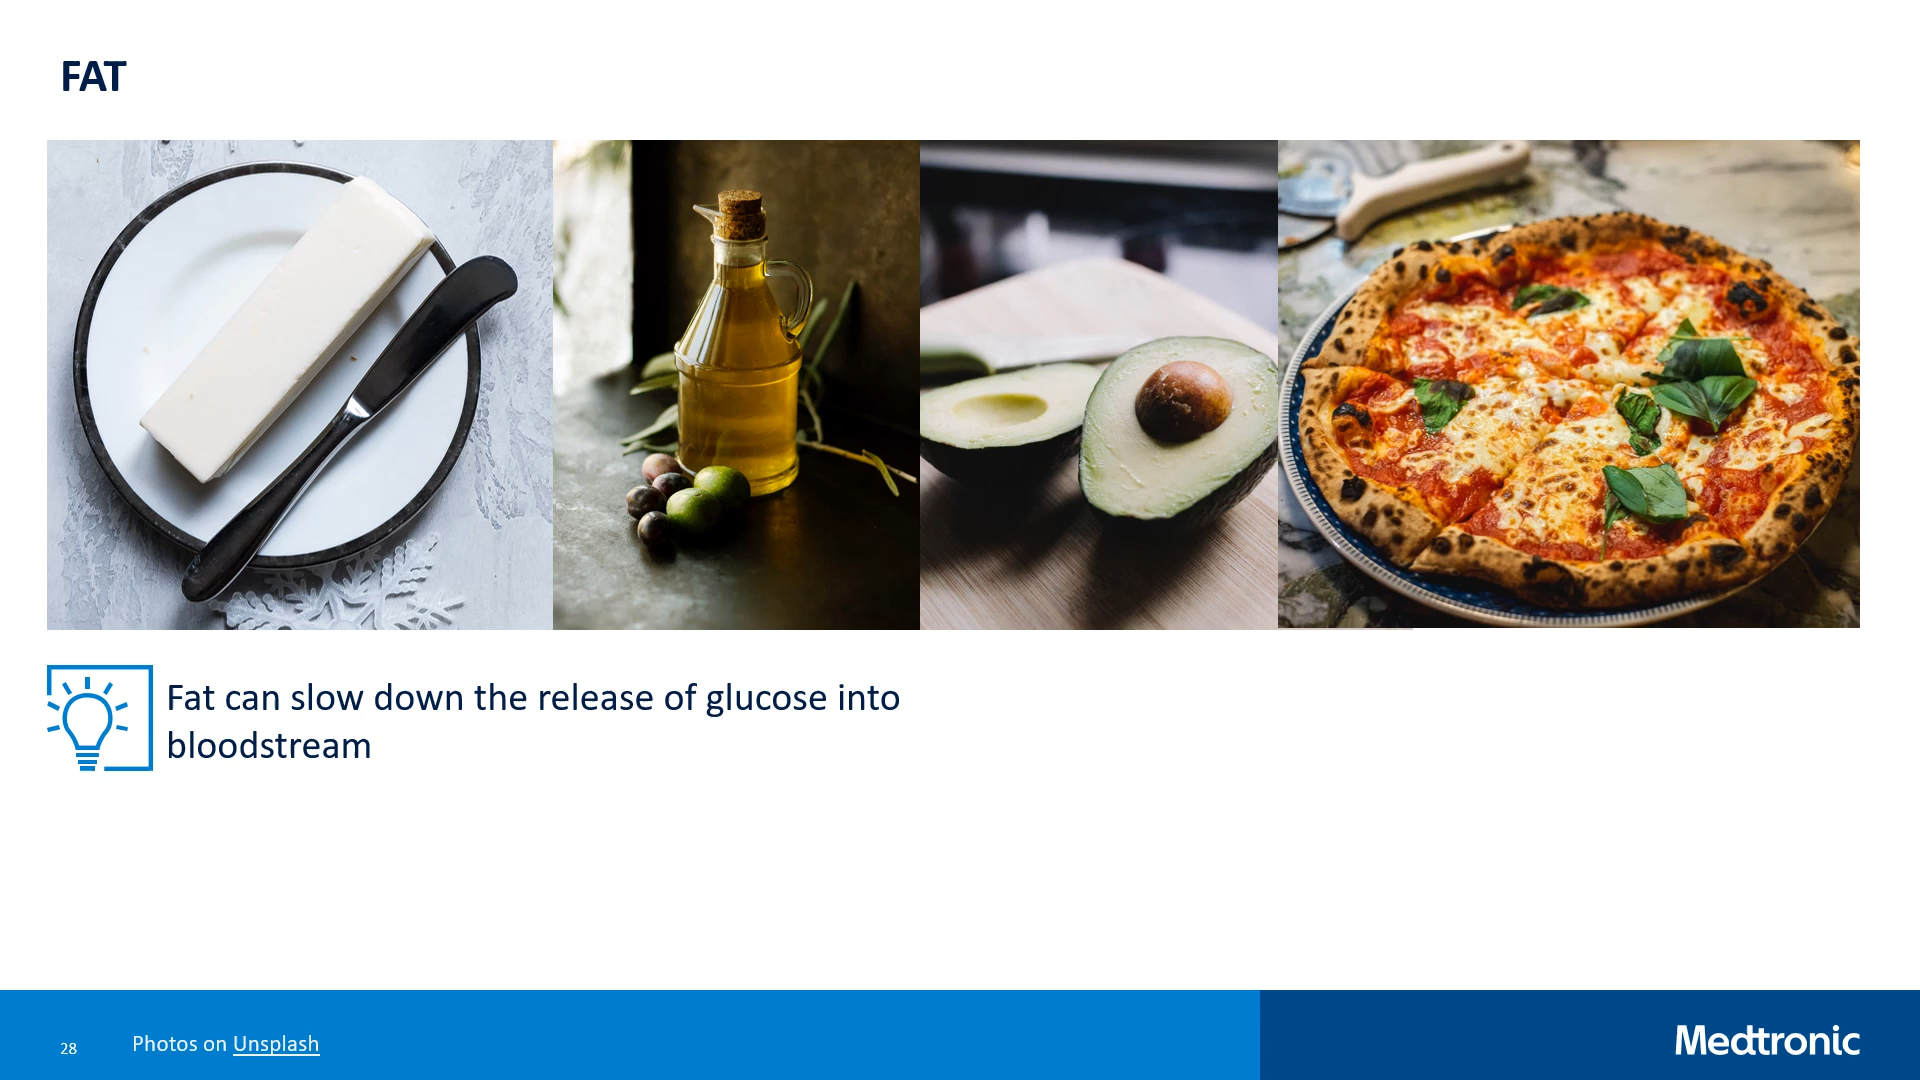 FAT
Fat can slow down the release of glucose into
bloodstream
28
Photos on Unsplash
Medtronic